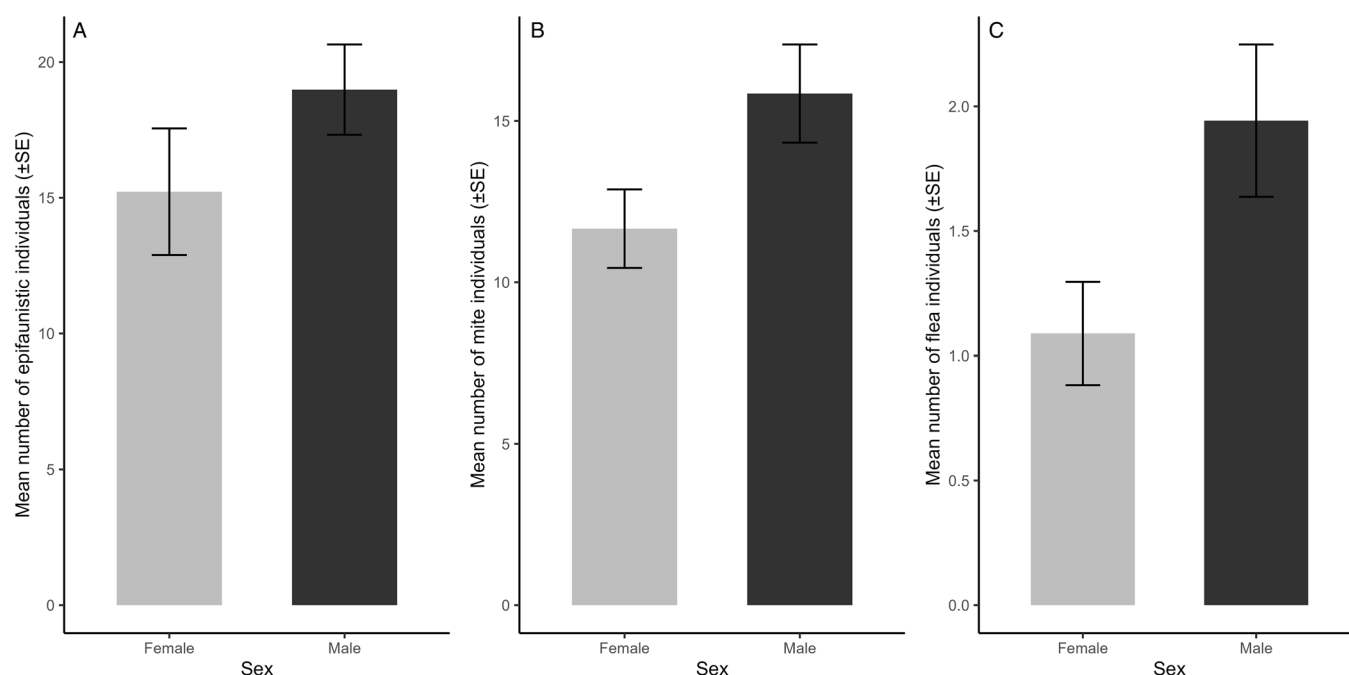 A
Mean number of epifaunistic individuals (±SE)
20
15
10
5
0
Female
Male
Sex
B
Mean number of mite individuals (±SE)
15
10
5
0
Female
Male
Sex
C
Mean number of flea individuals (±SE)
2.0
1.5
1.0
0.5
0.0
Female
Male
Sex